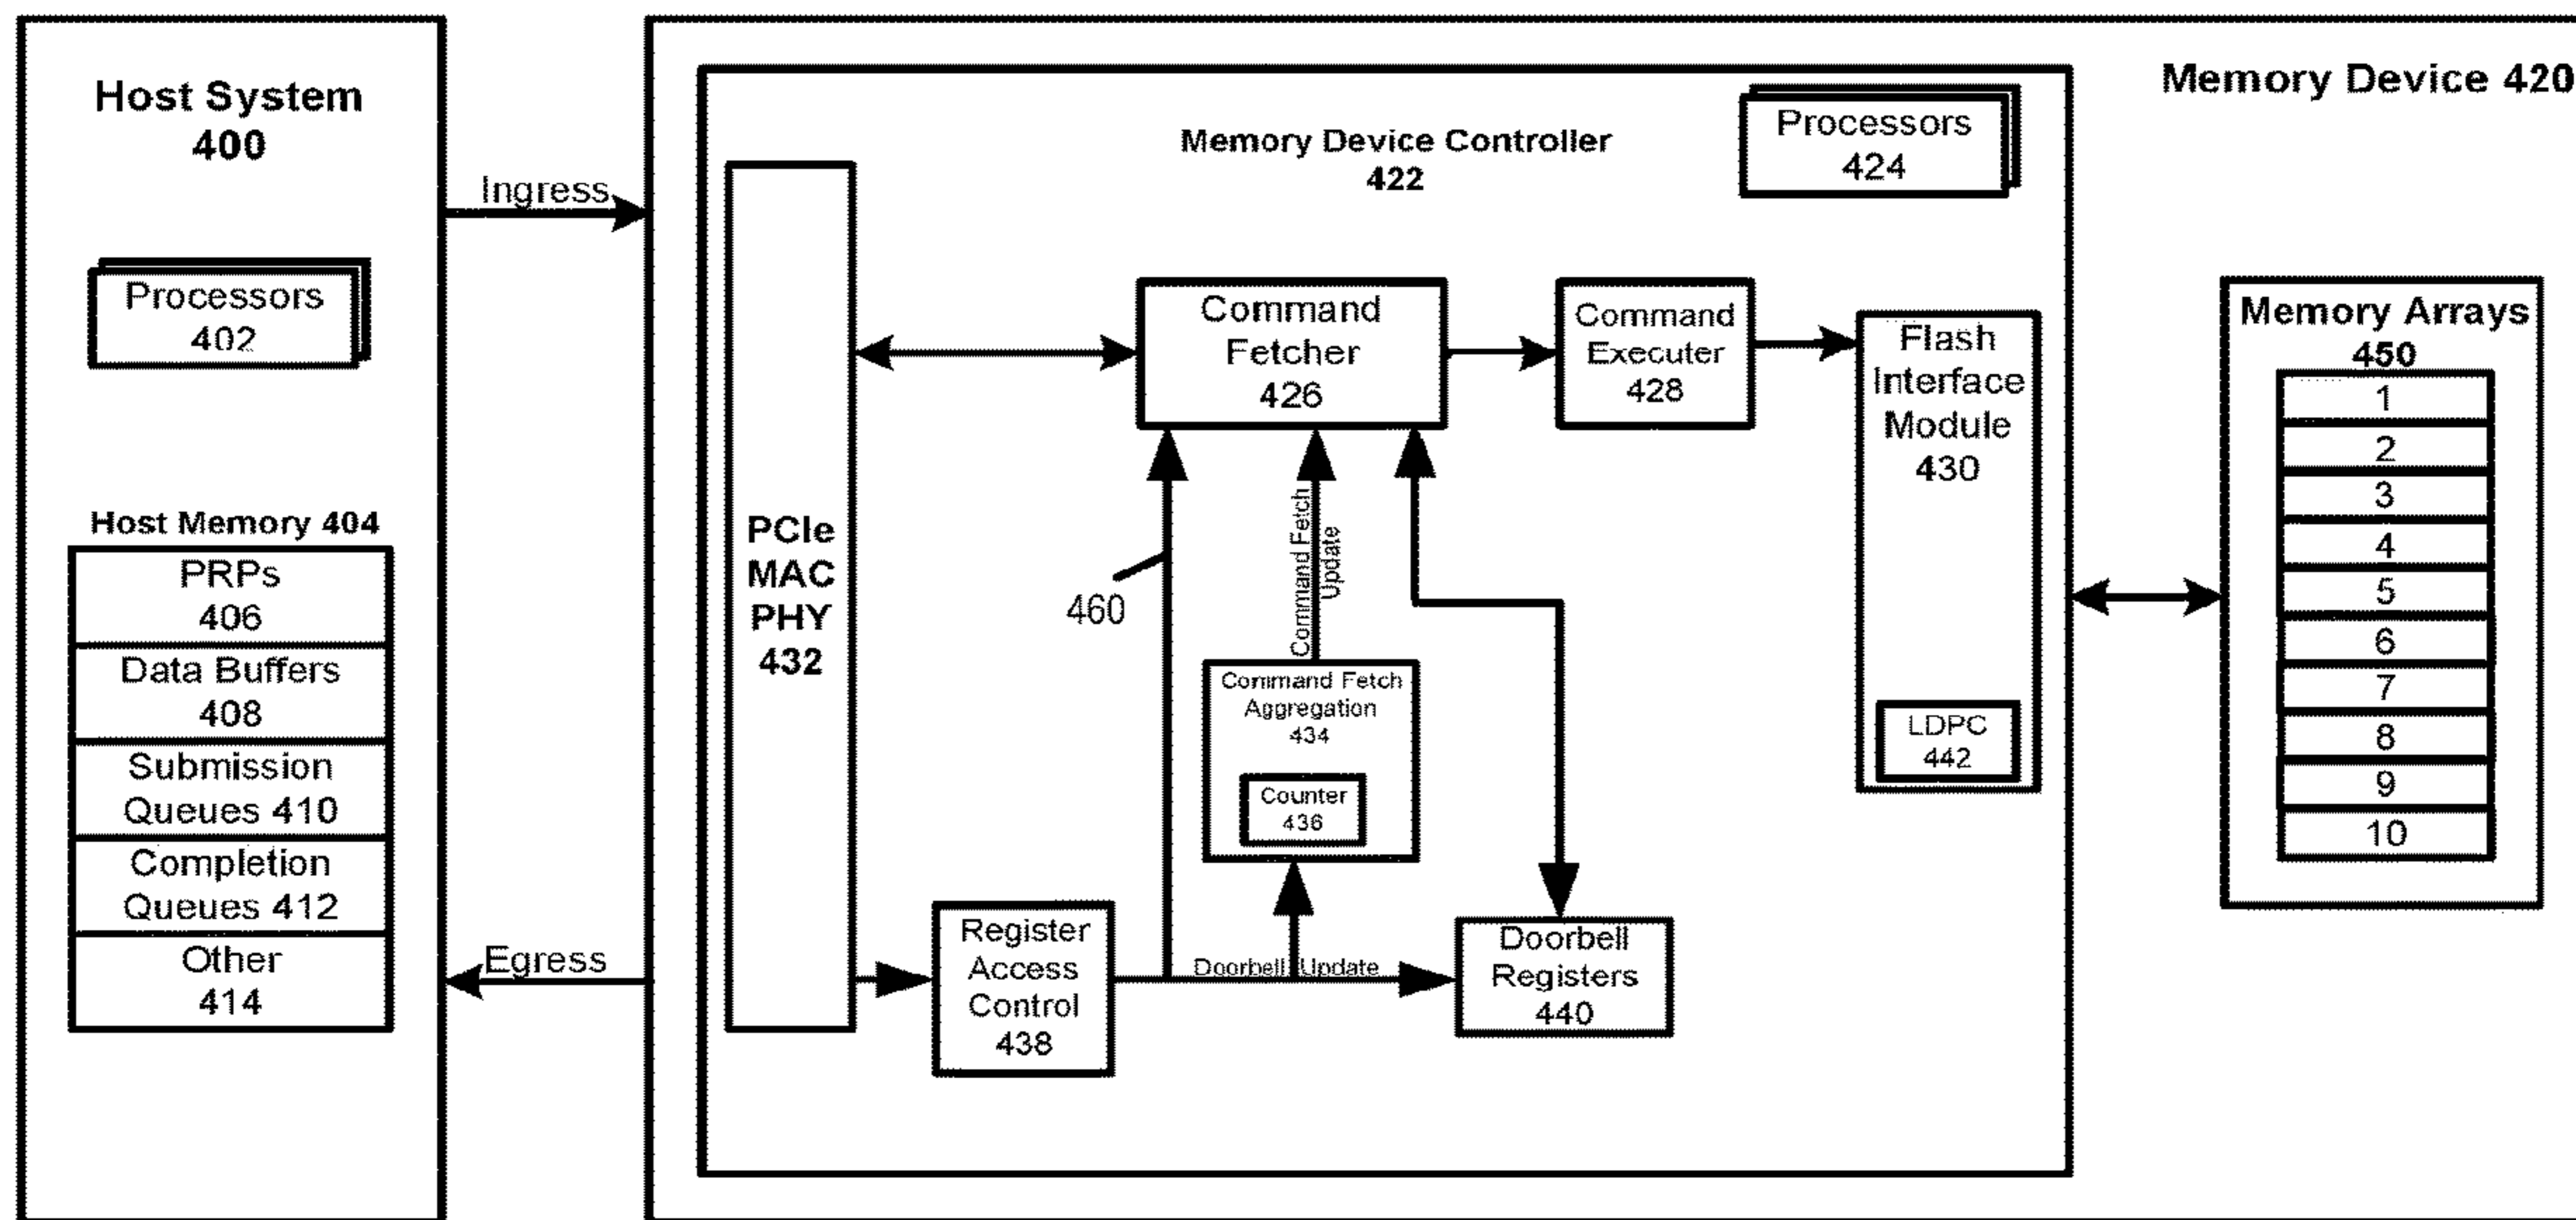 Host System
400
Processors
402
Host Memory 404
PRPs
406
Data Buffers
408
Submission
Queues 410
Completion
Queues 412
Other
414
Ingress
Egress
Memory Device 420
Memory Device Controller
422
Processors
424
PCIe
MAC
PHY
432
Command
Fetcher
426
Command
Executer
428
Flash
Interface
Module
430
LDPC
442
460
Command Fetch
Update
Command Fetch
Aggregation
434
Counter
436
Register
Access
Control
438
Doorbell Update
Doorbell
Registers
440
Memory Arrays
450
1
2
3
4
5
6
7
8
9
10